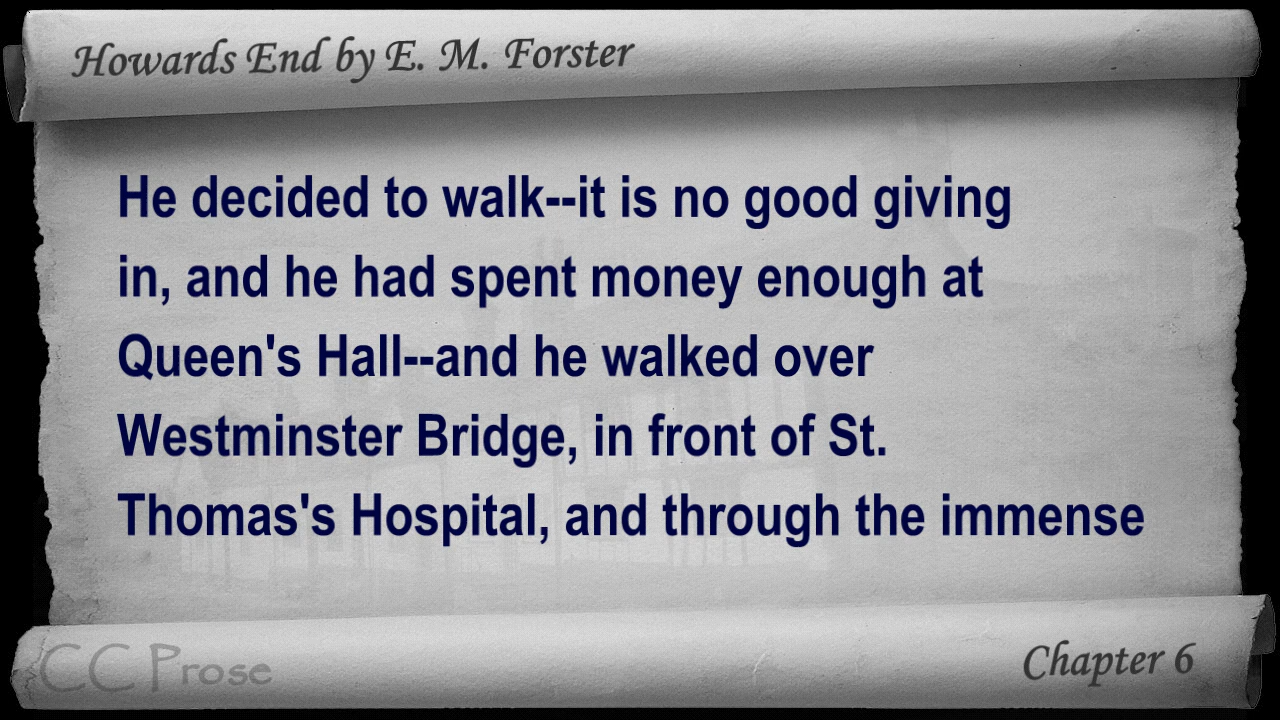 Howards End by E. M. Forster
He decided to walk--it is no good giving
in, and he had spent money enough at
Queen's Hall--and he walked over
Westminster Bridge, in front of St.
Thomas's Hospital, and through the immense
CC Prose
Chapter 6